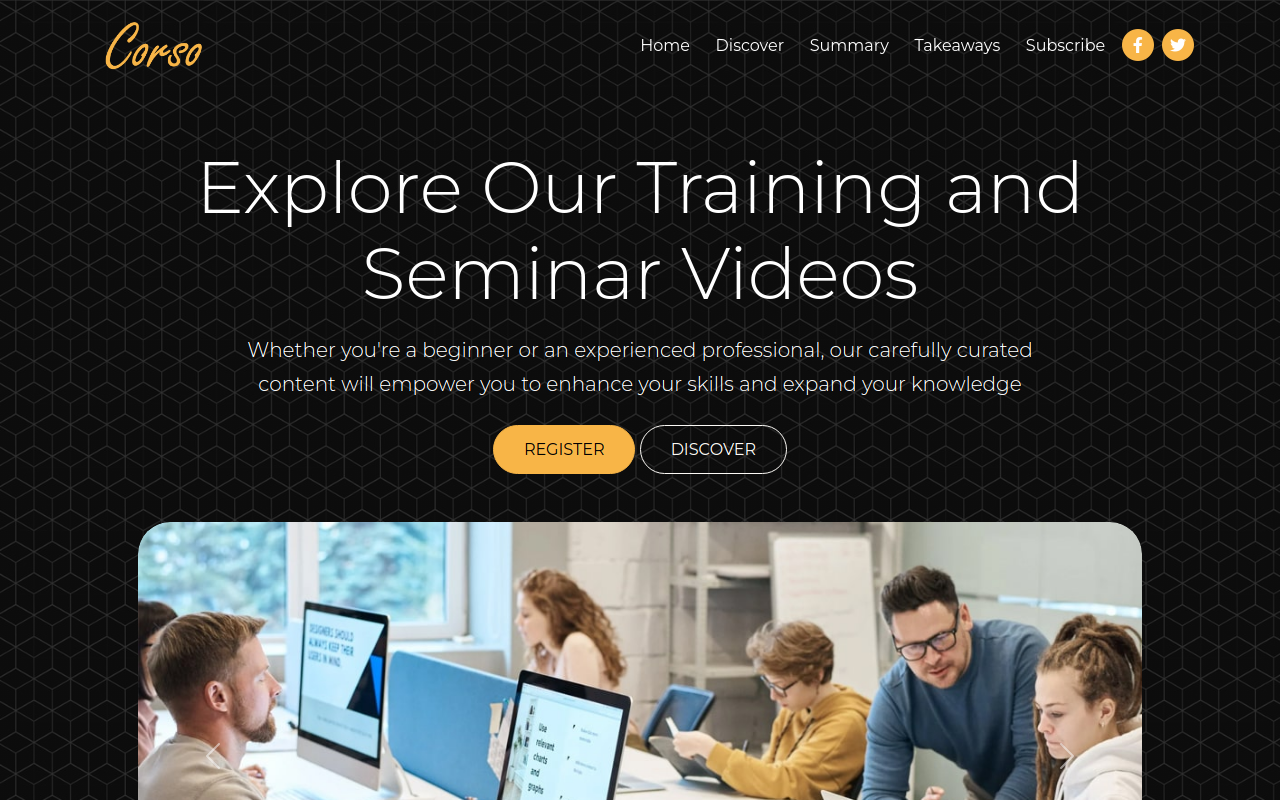 Corso
Home Discover Summary Takeaways Subscribe
Explore Our Training and
Seminar Videos
Whether you're a beginner or an experienced professional, our carefully curated
content will empower you to enhance your skills and expand your knowledge
REGISTER DISCOVER
DESIGNERS SHOULD
ALWAYS KEEP THEIR
USERS IN MIND.
Use
relevant
charts
and
graphs